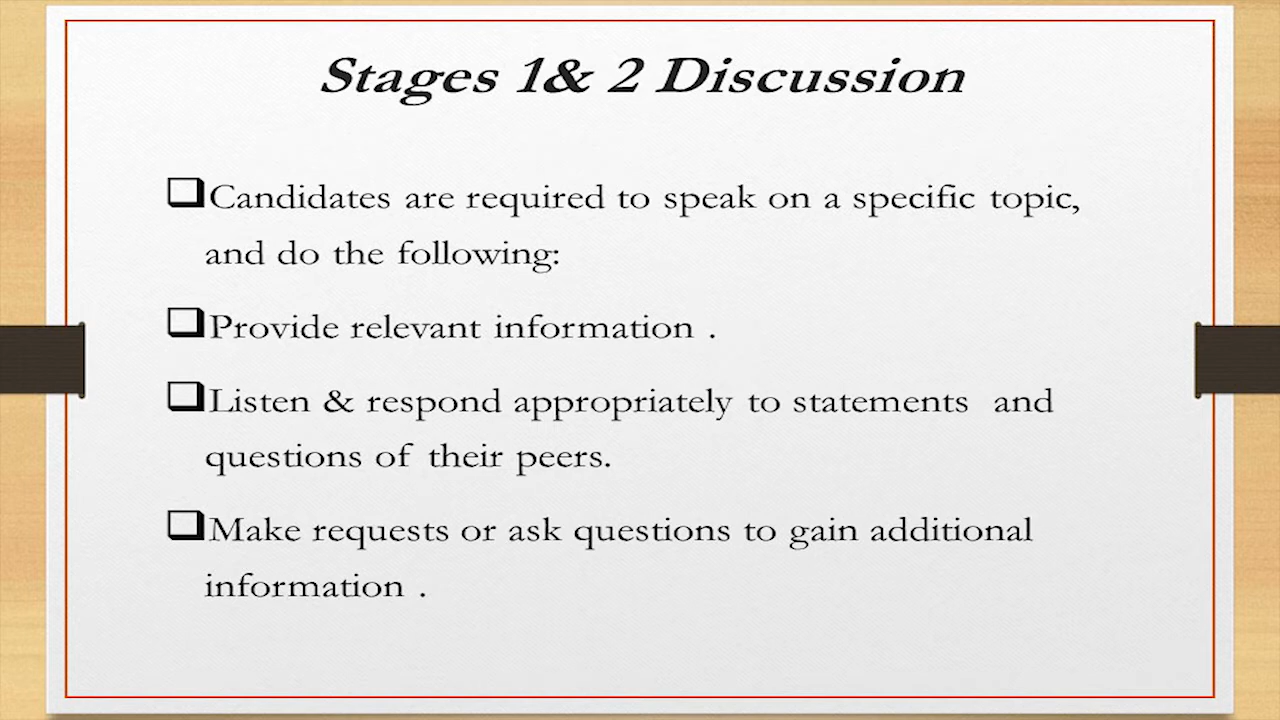 Stages 1& 2 Discussion
❑Candidates are required to speak on a specific topic,
and do the following:
❑Provide relevant information .
❑Listen & respond appropriately to statements and
questions of their peers.
❑Make requests or ask questions to gain additional
information .